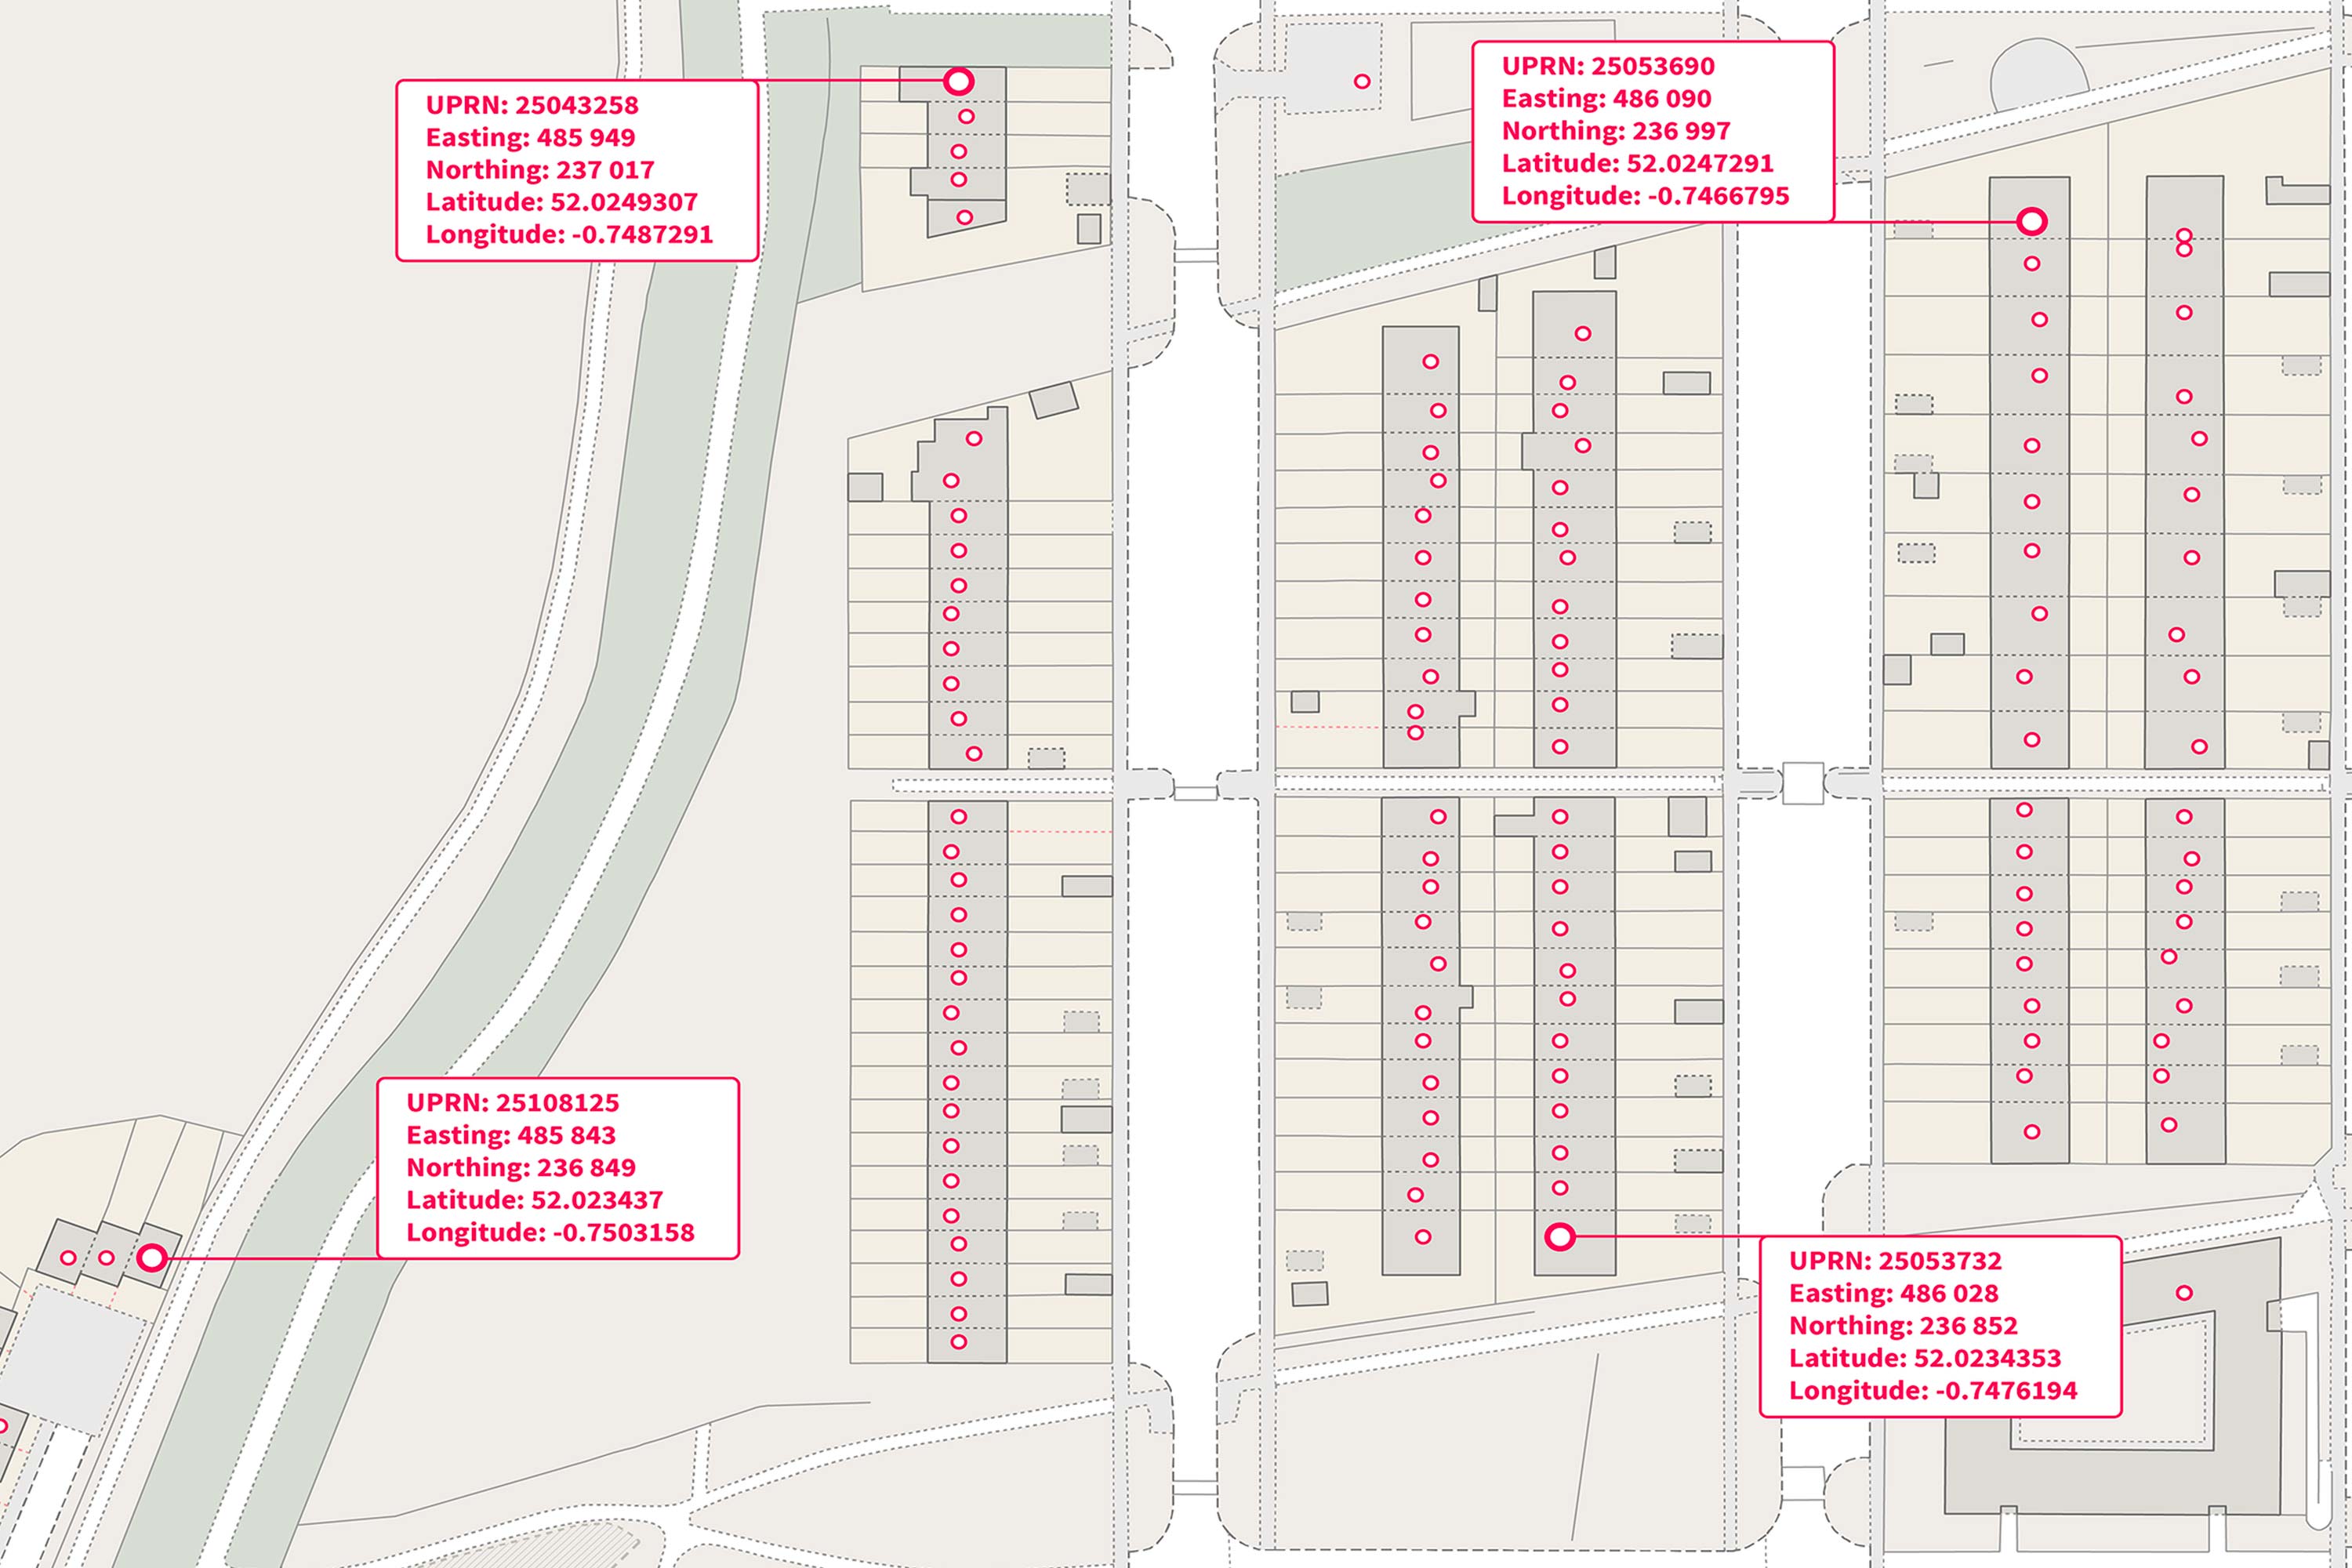 UPRN: 25043258
Easting: 485 949
Northing: 237 017
Latitude: 52.0249307
Longitude: -0.7487291
UPRN: 25053690
Easting: 486 090
Northing: 236 997
Latitude: 52.0247291
Longitude: -0.7466795
UPRN: 25108125
Easting: 485 843
Northing: 236 849
Latitude: 52.023437
Longitude: -0.7503158
UPRN: 25053732
Easting: 486 028
Northing: 236 852
Latitude: 52.0234353
Longitude: -0.7476194